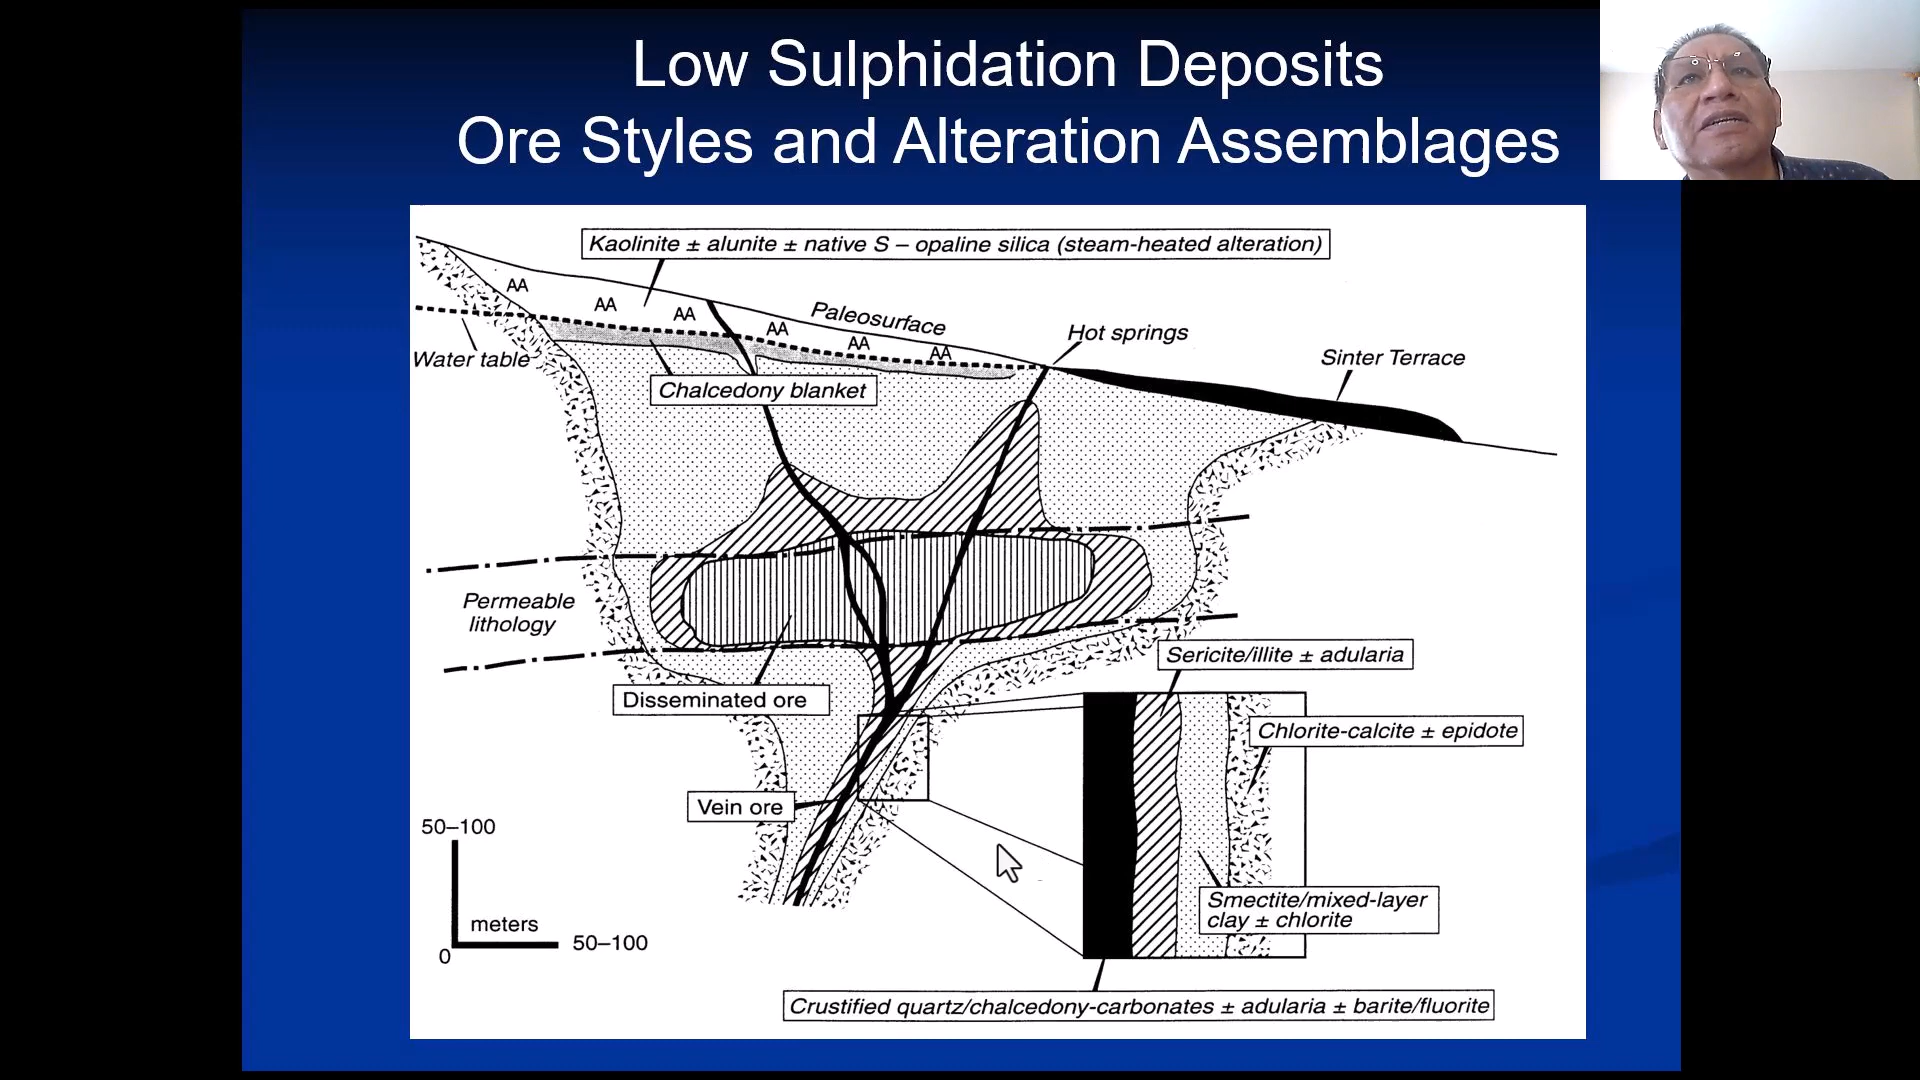 Low Sulphidation Deposits
Ore Styles and Alteration Assemblages
Kaolinite ± alunite ± native S – opaline silica (steam-heated alteration)
AA
AA
AA
AA
AA
AA
Paleosurface
Hot springs
Sinter Terrace
Water table
Chalcedony blanket
Permeable
lithology
Sericite/illite ± adularia
Disseminated ore
Chlorite-calcite ± epidote
Vein ore
50–100
meters
0
50–100
Smectite/mixed-layer
clay ± chlorite
Crustified quartz/chalcedony-carbonates ± adularia ± barite/fluorite